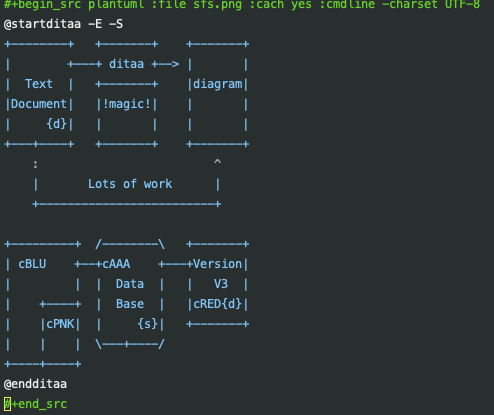 #+begin_src plantuml :file sfs.png :cach yes :cmdline -charset UTF-8
@startditaa -E -S
+--------+   +-------+    +-------+
|        +---+ ditaa +--> |       |
|  Text  |   +-------+    |diagram|
|Document|   |!magic!|    |       |
|     {d}|   |       |    |       |
+---+----+   +-------+    +-------+
    :                         ^
    |       Lots of work      |
    +-------------------------+

+---------+  /--------\   +-------+
| cBLU    +--+cAAA    +---+Version|
|         |  |  Data  |   |   V3  |
|    +----+  |  Base  |   |cRED{d}|
|    |cPNK|  |     {s}|   +-------+
|    |    |  \---+----/
+----+----+
@endditaa
#+end_src